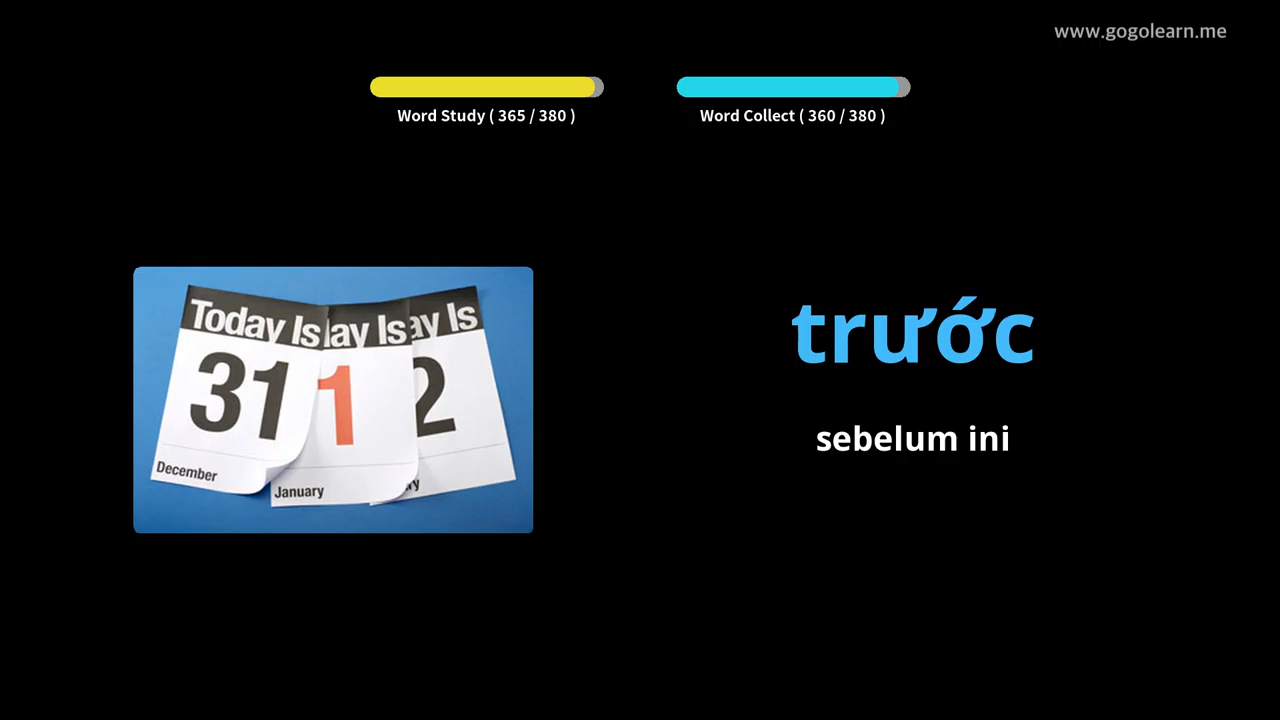 www.gogolearn.me
Word Study ( 365 / 380 )
Word Collect ( 360 / 380 )
Today Is
31
December
ay Is
1
January
ay Is
2
ry
trước
sebelum ini